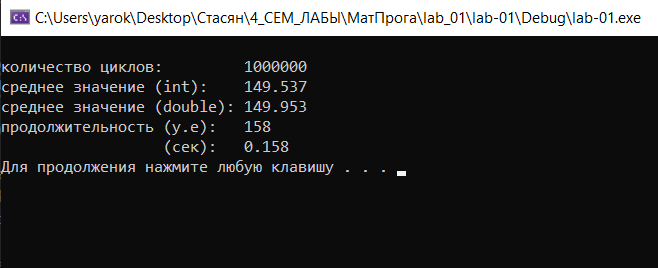 C:\Users\yarok\Desktop\Стасян\4_СЕМ_ЛАБЫ\МатПрога\lab_01\lab-01\Debug\lab-01.exe
количество циклов: 1000000
среднее значение (int): 149.537
среднее значение (double): 149.953
продолжительность (у.е): 158
(сек): 0.158
Для продолжения нажмите любую клавишу . . .